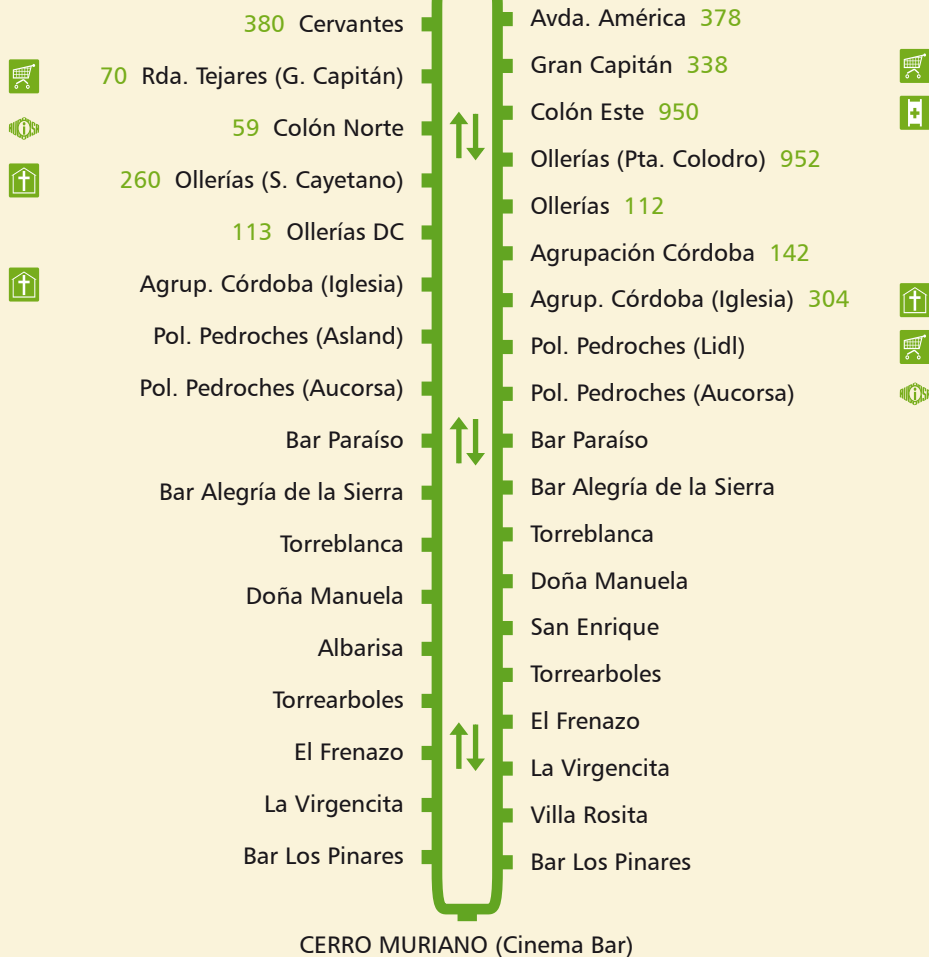 380 Cervantes
70 Rda. Tejares (G. Capitán)
59 Colón Norte
260 Ollerías (S. Cayetano)
113 Ollerías DC
Agrup. Córdoba (Iglesia)
Pol. Pedroches (Asland)
Pol. Pedroches (Aucorsa)
Bar Paraíso
Bar Alegría de la Sierra
Torreblanca
Doña Manuela
Albarisa
Torrearboles
El Frenazo
La Virgencita
Bar Los Pinares
Avda. América 378
Gran Capitán 338
Colón Este 950
Ollerías (Pta. Colodro) 952
Ollerías 112
Agrupación Córdoba 142
Agrup. Córdoba (Iglesia) 304
Pol. Pedroches (Lidl)
Pol. Pedroches (Aucorsa)
Bar Paraíso
Bar Alegría de la Sierra
Torreblanca
Doña Manuela
San Enrique
Torrearboles
El Frenazo
La Virgencita
Villa Rosita
Bar Los Pinares
CERRO MURIANO (Cinema Bar)